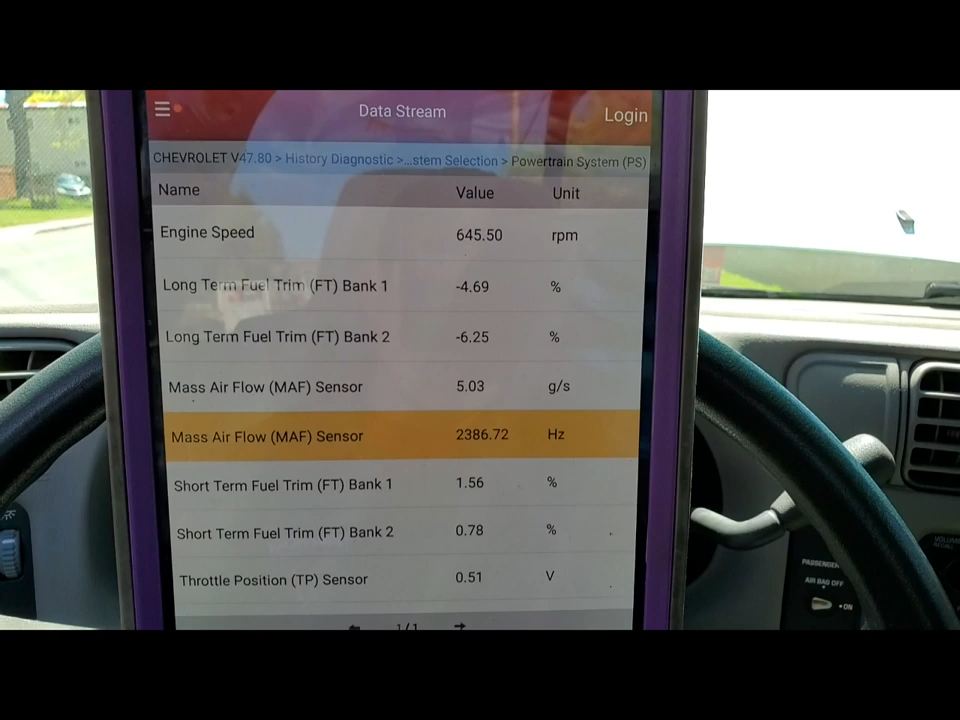 Data Stream
Login
CHEVROLET V47.80 > History Diagnostic >...stem Selection > Powertrain System (PS)
Name Value Unit
Engine Speed 645.50 rpm
Long Term Fuel Trim (FT) Bank 1 -4.69 %
Long Term Fuel Trim (FT) Bank 2 -6.25 %
Mass Air Flow (MAF) Sensor 5.03 g/s
Mass Air Flow (MAF) Sensor 2386.72 Hz
Short Term Fuel Trim (FT) Bank 1 1.56 %
Short Term Fuel Trim (FT) Bank 2 0.78 %
Throttle Position (TP) Sensor 0.51 V
1/1
VOLUME
PASSENGER
AIR BAG OFF
ON